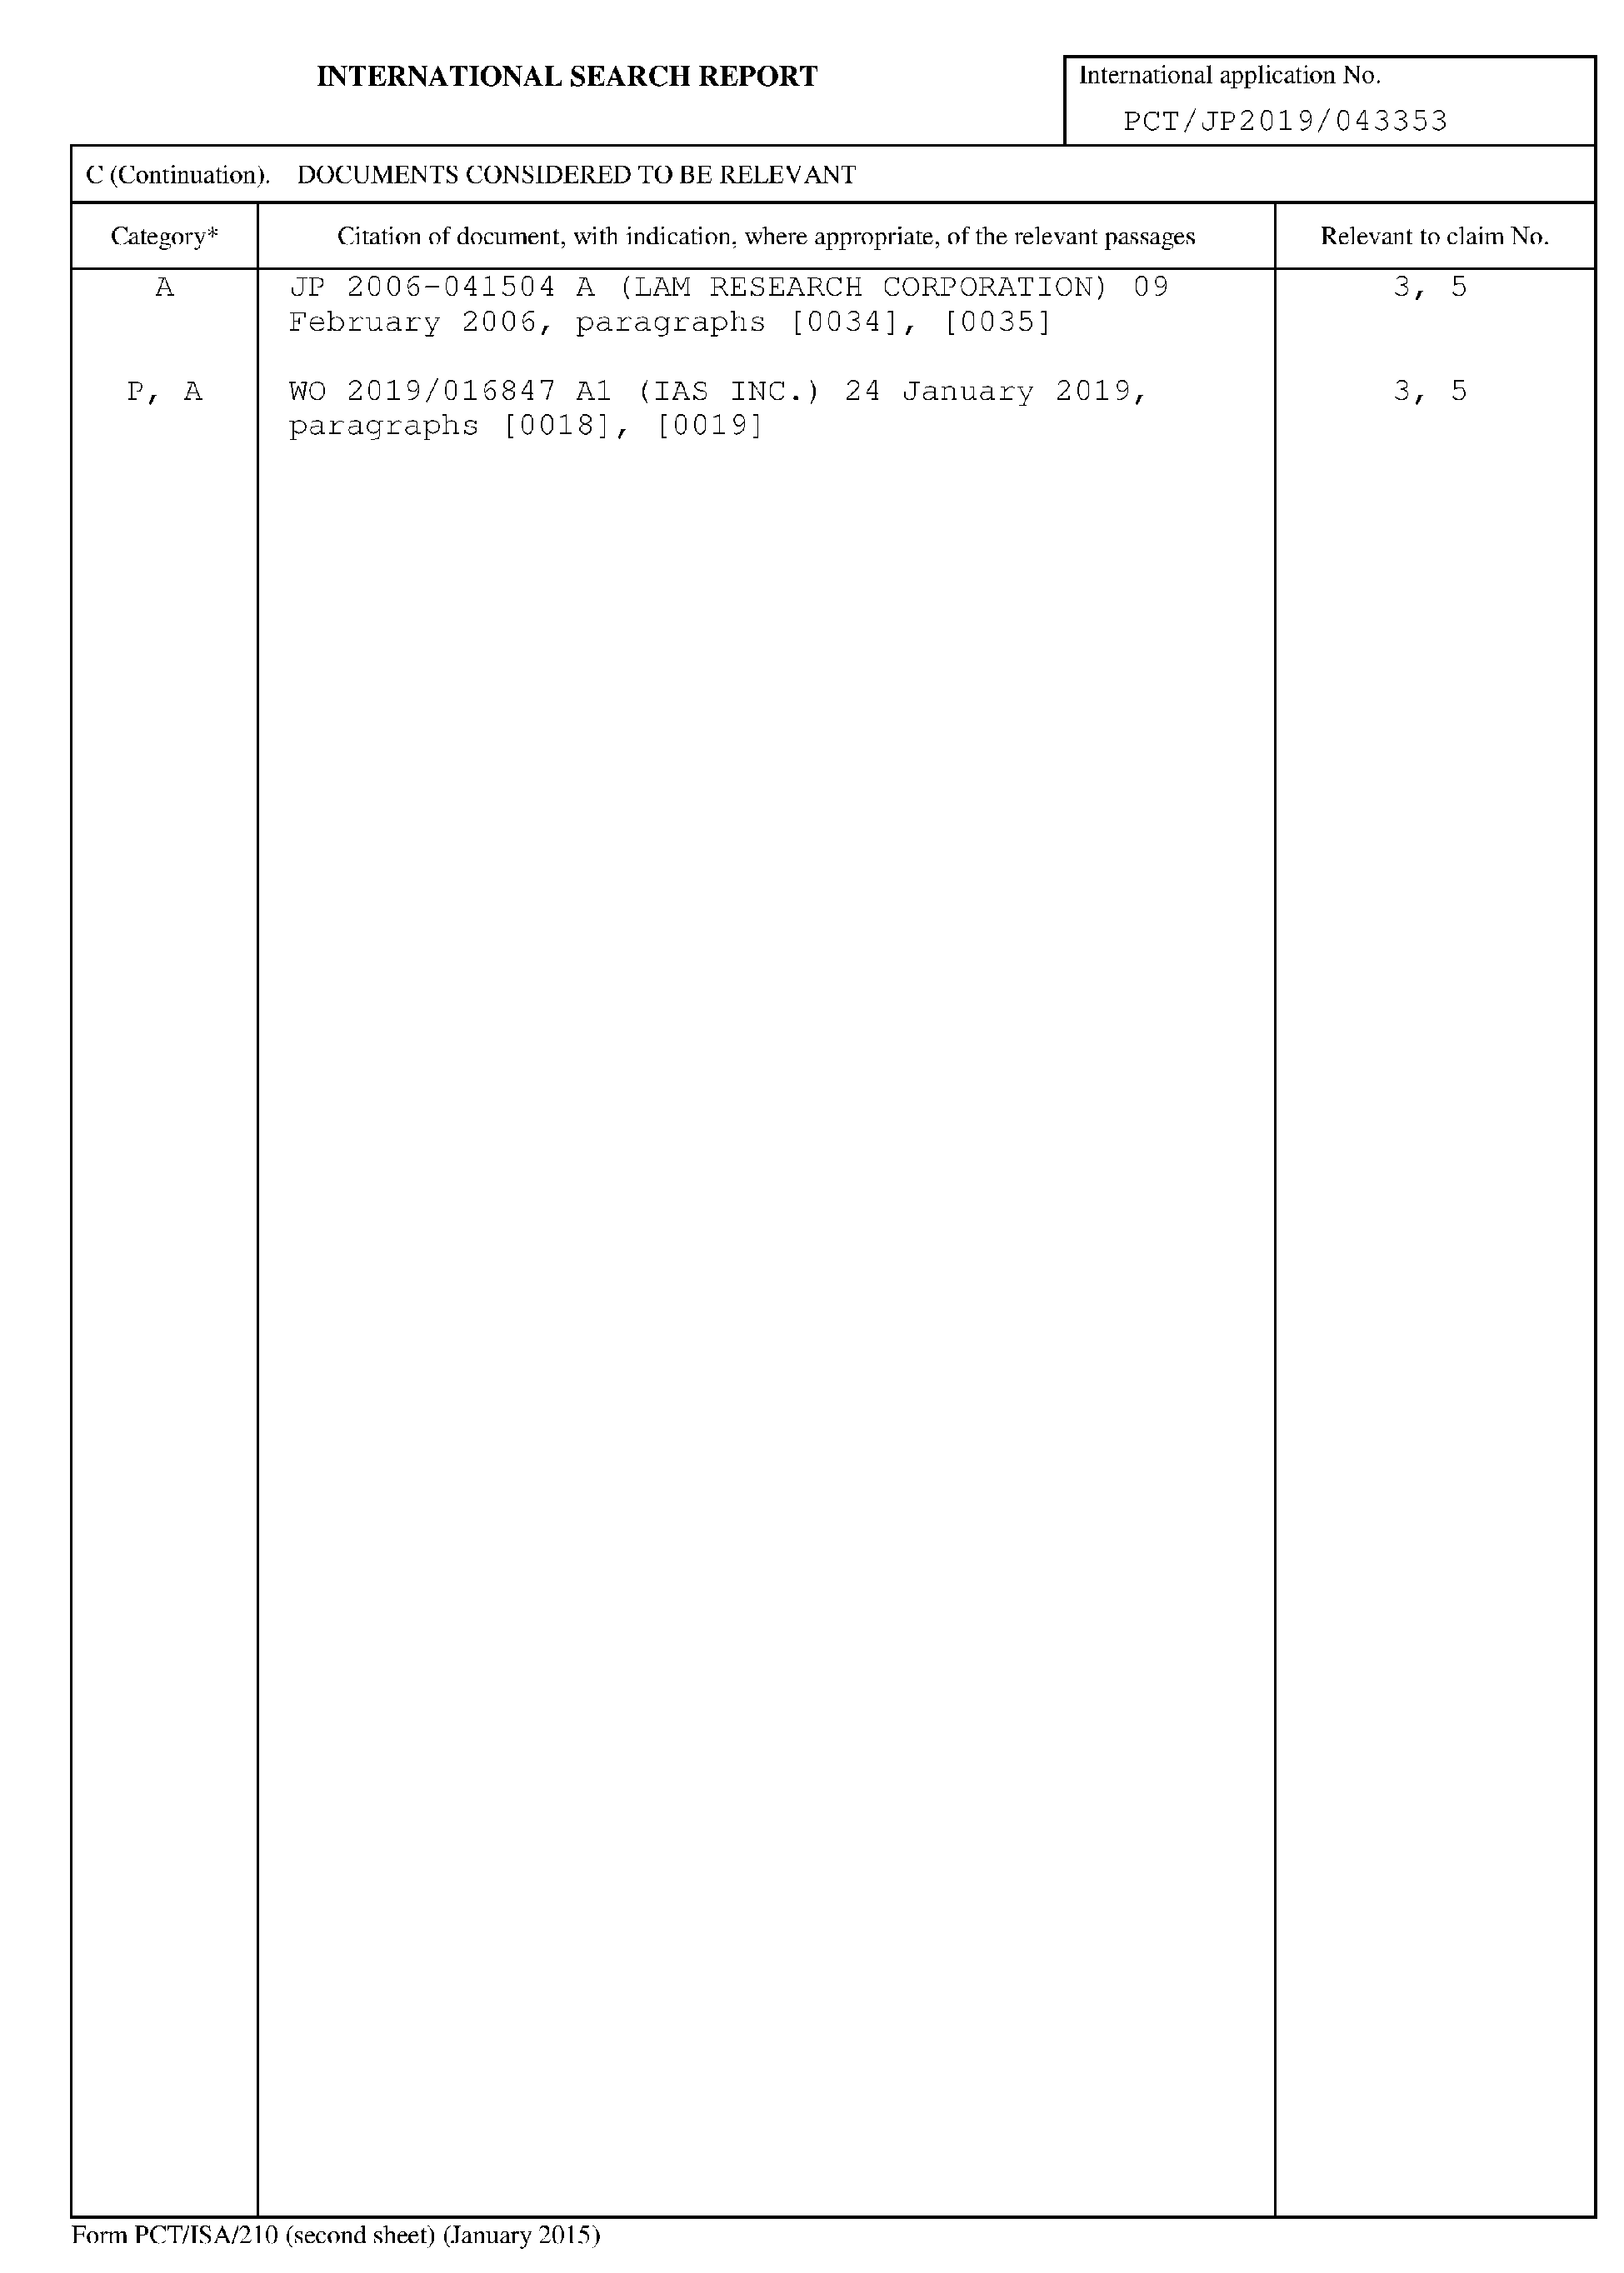 INTERNATIONAL SEARCH REPORT
International application No.
PCT/JP2019/043353
C (Continuation). DOCUMENTS CONSIDERED TO BE RELEVANT
Category* Citation of document, with indication, where appropriate, of the relevant passages Relevant to claim No.
A JP 2006-041504 A (LAM RESEARCH CORPORATION) 09 3, 5
February 2006, paragraphs [0034], [0035]
P, A WO 2019/016847 A1 (IAS INC.) 24 January 2019, 3, 5
paragraphs [0018], [0019]
Form PCT/ISA/210 (second sheet) (January 2015)